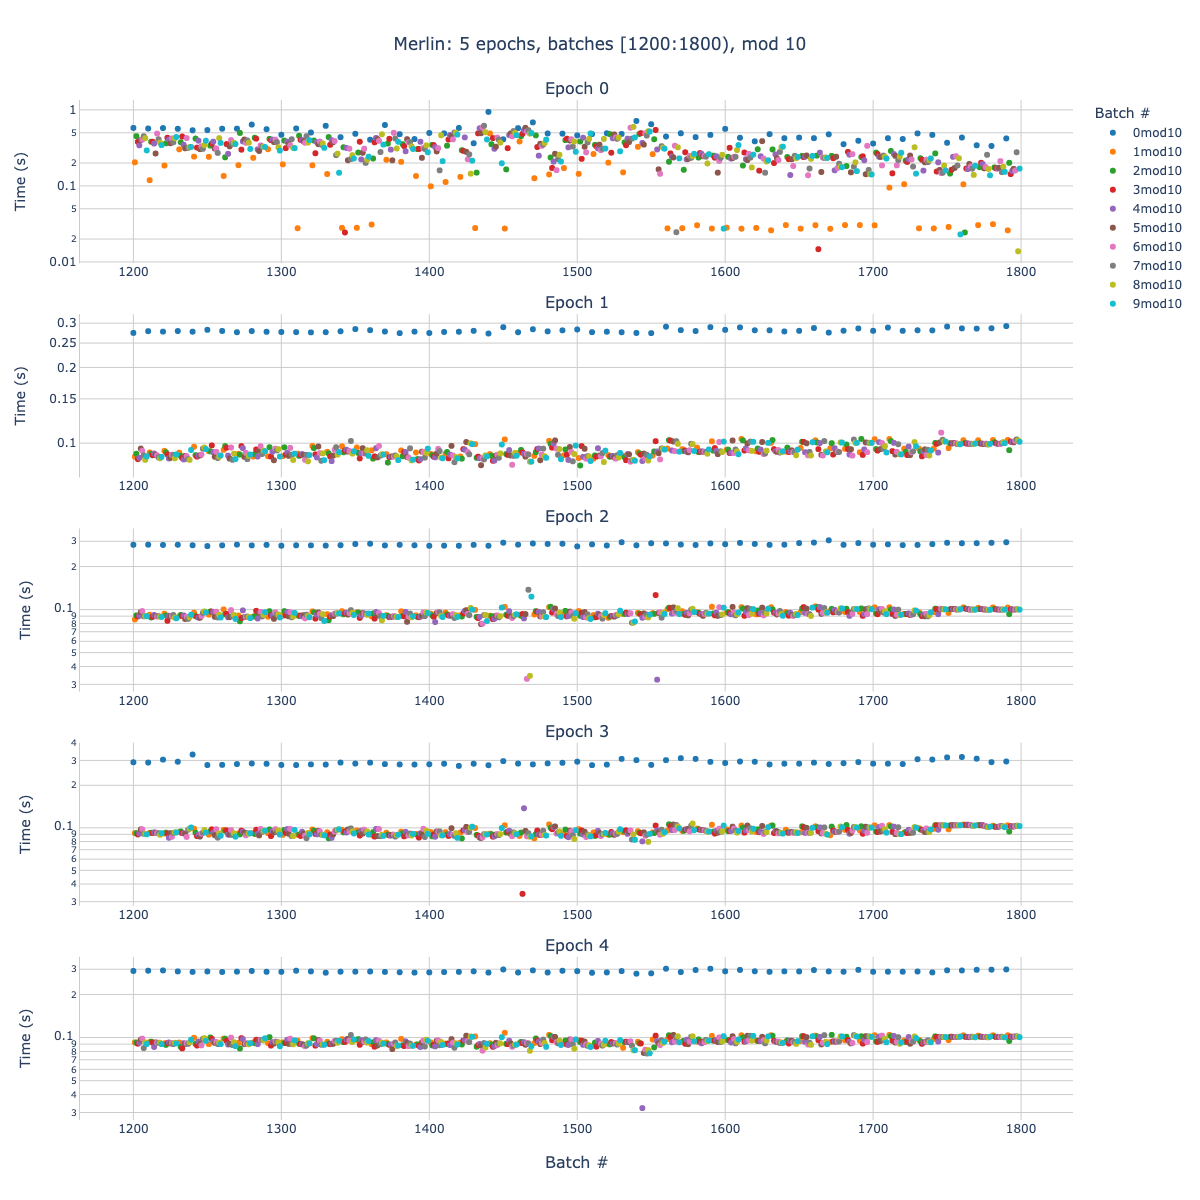 Merlin: 5 epochs, batches [1200:1800), mod 10
Epoch 0
Time (s)
1
5
2
0.1
5
2
0.01
1200 1300 1400 1500 1600 1700 1800
Batch #
0mod10
1mod10
2mod10
3mod10
4mod10
5mod10
6mod10
7mod10
8mod10
9mod10
Epoch 1
Time (s)
0.3
0.25
0.2
0.15
0.1
1200 1300 1400 1500 1600 1700 1800
Epoch 2
Time (s)
3
2
0.1
9
8
7
6
5
4
3
1200 1300 1400 1500 1600 1700 1800
Epoch 3
Time (s)
4
3
2
0.1
9
8
7
6
5
4
3
1200 1300 1400 1500 1600 1700 1800
Epoch 4
Time (s)
3
2
0.1
9
8
7
6
5
4
3
1200 1300 1400 1500 1600 1700 1800
Batch #